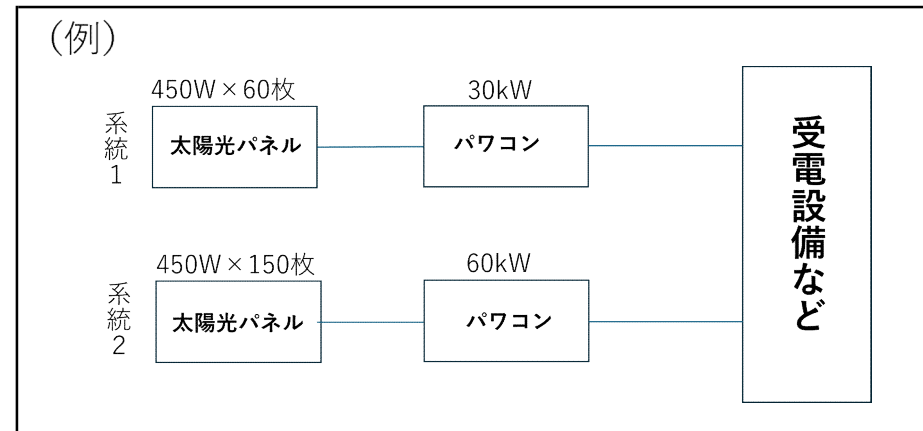 （例）
系統1
450W×60枚
太陽光パネル
30kW
パワコン
受電設備など
系統2
450W×150枚
太陽光パネル
60kW
パワコン